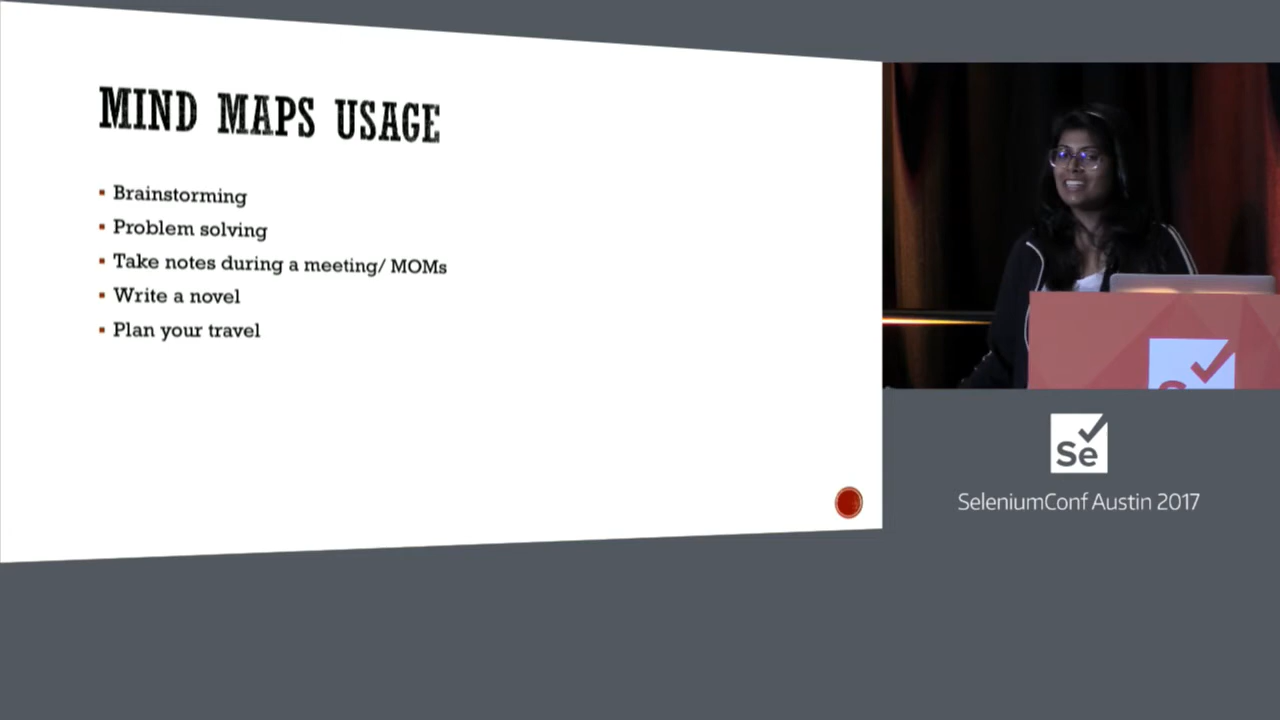 MIND MAPS USAGE
Brainstorming
Problem solving
Take notes during a meeting/ MOMs
Write a novel
Plan your travel
Se
Se
SeleniumConf Austin 2017